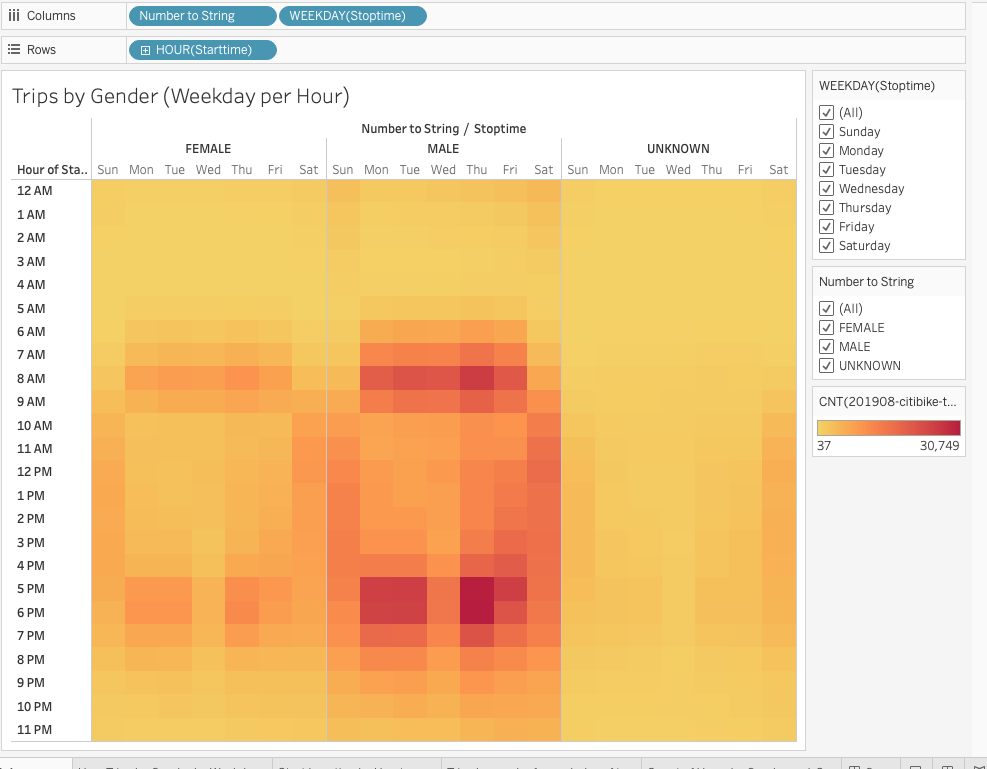 Columns
Number to String
WEEKDAY(Stoptime)
Rows
HOUR(Starttime)
Trips by Gender (Weekday per Hour)
Number to String / Stoptime
FEMALE MALE UNKNOWN
Hour of Sta.. Sun Mon Tue Wed Thu Fri Sat Sun Mon Tue Wed Thu Fri Sat Sun Mon Tue Wed Thu Fri Sat
12 AM
1 AM
2 AM
3 AM
4 AM
5 AM
6 AM
7 AM
8 AM
9 AM
10 AM
11 AM
12 PM
1 PM
2 PM
3 PM
4 PM
5 PM
6 PM
7 PM
8 PM
9 PM
10 PM
11 PM
WEEKDAY(Stoptime)
(All)
Sunday
Monday
Tuesday
Wednesday
Thursday
Friday
Saturday
Number to String
(All)
FEMALE
MALE
UNKNOWN
CNT(201908-citibike-t...
37 30,749